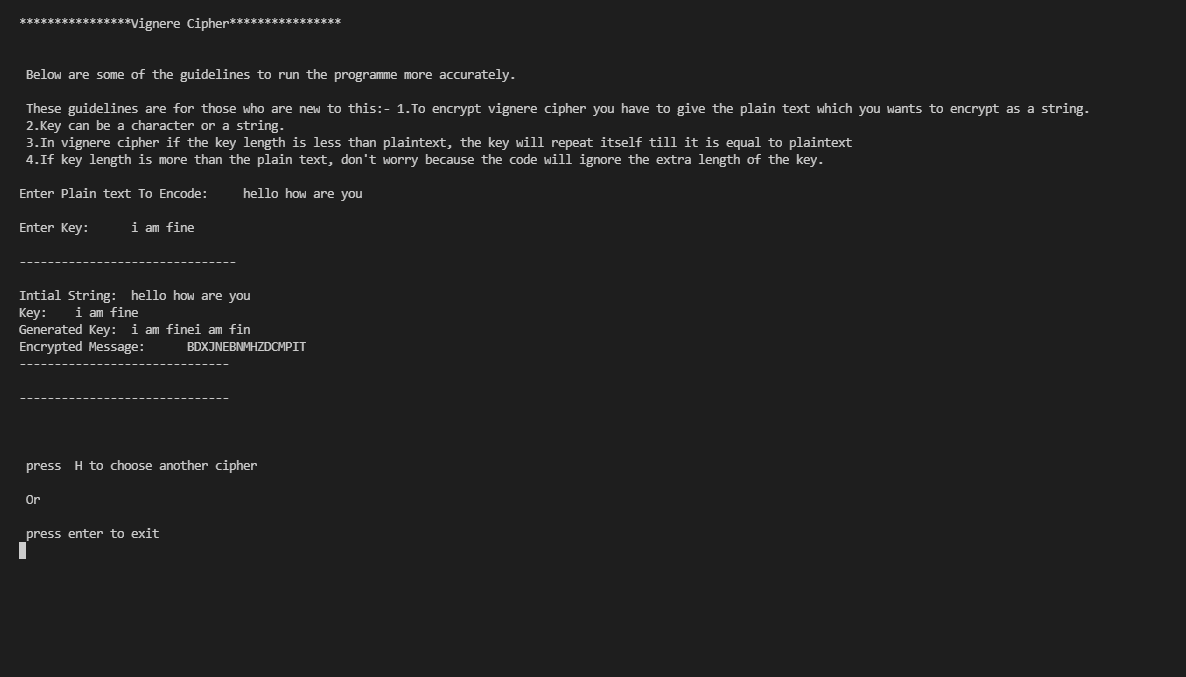 ****************Vignere Cipher****************
Below are some of the guidelines to run the programme more accurately.
These guidelines are for those who are new to this:- 1.To encrypt vignere cipher you have to give the plain text which you wants to encrypt as a string.
2.Key can be a character or a string.
3.In vignere cipher if the key length is less than plaintext, the key will repeat itself till it is equal to plaintext
4.If key length is more than the plain text, don't worry because the code will ignore the extra length of the key.
Enter Plain text To Encode:     hello how are you
Enter Key:      i am fine
-------------------------------
Intial String:  hello how are you
Key:    i am fine
Generated Key:  i am finei am fin
Encrypted Message:      BDXJNEBNMHZDCMPIT
------------------------------
------------------------------
press  H to choose another cipher
Or
press enter to exit